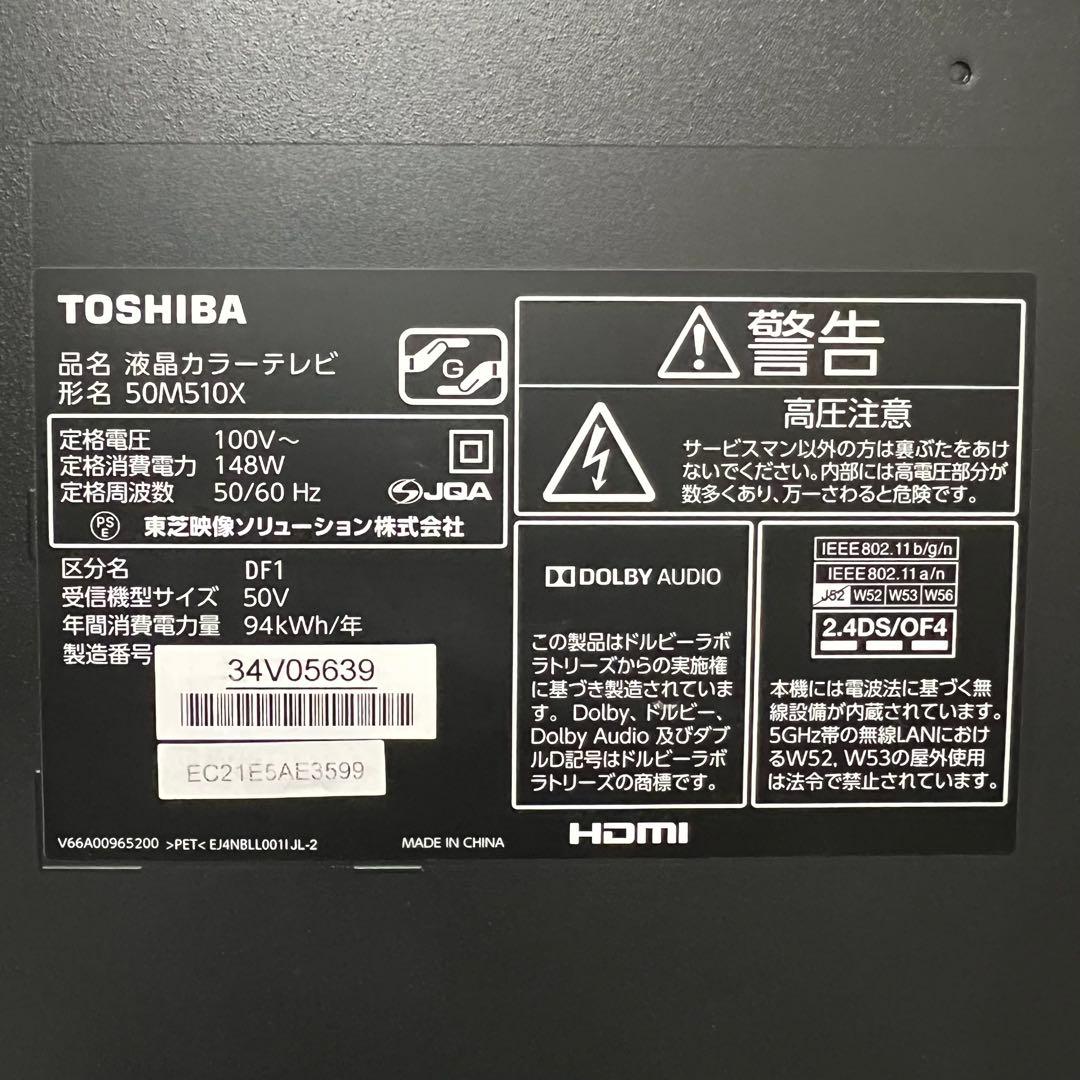 TOSHIBA
品名 液晶カラーテレビ
形名 50M510X
G
定格電圧 100V～
定格消費電力 148W
定格周波数 50/60 Hz
JQA
PS
E
東芝映像ソリューション株式会社
区分名 DF1
受信機型サイズ 50V
年間消費電力量 94kWh/年
製造番号
34V05639
EC21E5AE3599
V66A00965200 >PET< EJ4NBLL001IJL-2
MADE IN CHINA
警告
高圧注意
サービスマン以外の方は裏ぶたをあけ
ないでください。内部には高電圧部分が
数多くあり、万一さわると危険です。
DOLBY AUDIO
この製品はドルビーラボ
ラトリーズからの実施権
に基づき製造されていま
す。 Dolby、ドルビー、
Dolby Audio 及びダブ
ルD記号はドルビーラボ
ラトリーズの商標です。
IEEE802.11b/g/n
IEEE802.11a/n
J52 W52 W53 W56
2.4DS/OF4
本機には電波法に基づく無
線設備が内蔵されています。
5GHz帯の無線LANにおけ
るW52, W53の屋外使用
は法令で禁止されています。
HDMI